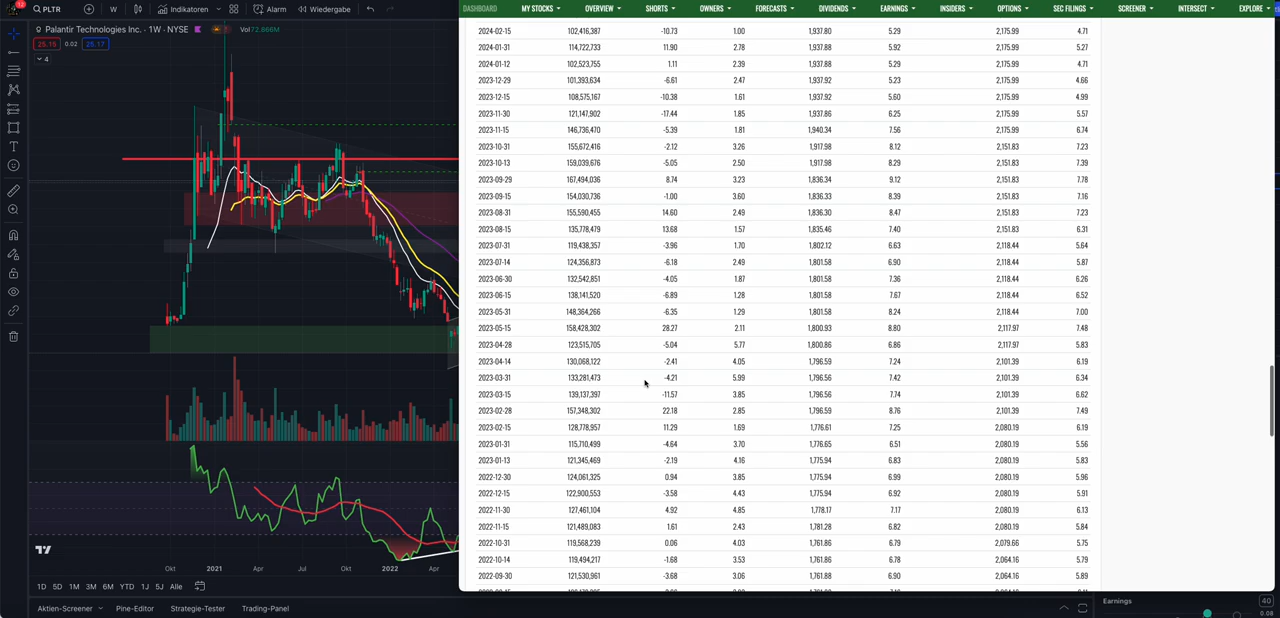 12
PLTR
W
Indikatoren
Alarm
Wiedergabe
Palantir Technologies Inc. · 1W · NYSE
Vol72.866M
25.15
0.02
25.17
4
Okt
2021
Apr
Jul
Okt
2022
Apr
1D 5D 1M 3M 6M YTD 1J 5J Alle
Aktien-Screener
Pine-Editor
Strategie-Tester
Trading-Panel
DASHBOARD MY STOCKS OVERVIEW SHORTS OWNERS FORECASTS DIVIDENDS EARNINGS INSIDERS OPTIONS SEC FILINGS SCREENER INTERSECT EXPLORE
2024-02-15 102,416,387 -10.73 1.00 1,937.80 5.29 2,175.99 4.71
2024-01-31 114,722,733 11.90 2.78 1,937.88 5.92 2,175.99 5.27
2024-01-12 102,523,755 1.11 2.39 1,937.88 5.29 2,175.99 4.71
2023-12-29 101,393,634 -6.61 2.47 1,937.92 5.23 2,175.99 4.66
2023-12-15 108,575,167 -10.38 1.61 1,937.92 5.60 2,175.99 4.99
2023-11-30 121,147,902 -17.44 1.85 1,937.86 6.25 2,175.99 5.57
2023-11-15 146,736,470 -5.39 1.81 1,940.34 7.56 2,175.99 6.74
2023-10-31 155,672,416 -2.12 3.26 1,917.98 8.12 2,151.83 7.23
2023-10-13 159,039,676 -5.05 2.50 1,917.98 8.29 2,151.83 7.39
2023-09-29 167,494,036 8.74 3.23 1,836.34 9.12 2,151.83 7.78
2023-09-15 154,030,736 -1.00 3.60 1,836.33 8.39 2,151.83 7.16
2023-08-31 155,590,455 14.60 2.49 1,836.30 8.47 2,151.83 7.23
2023-08-15 135,778,479 13.68 1.57 1,835.46 7.40 2,151.83 6.31
2023-07-31 119,438,357 -3.96 1.70 1,802.12 6.63 2,118.44 5.64
2023-07-14 124,356,873 -6.18 2.49 1,801.58 6.90 2,118.44 5.87
2023-06-30 132,542,851 -4.05 1.87 1,801.58 7.36 2,118.44 6.26
2023-06-15 138,141,520 -6.89 1.28 1,801.58 7.67 2,118.44 6.52
2023-05-31 148,364,266 -6.35 1.29 1,801.58 8.24 2,118.44 7.00
2023-05-15 158,428,302 28.27 2.11 1,800.93 8.80 2,117.97 7.48
2023-04-28 123,515,705 -5.04 5.77 1,800.86 6.86 2,117.97 5.83
2023-04-14 130,068,122 -2.41 4.05 1,796.59 7.24 2,101.39 6.19
2023-03-31 133,281,473 -4.21 5.99 1,796.56 7.42 2,101.39 6.34
2023-03-15 139,137,397 -11.57 3.85 1,796.58 7.74 2,101.39 6.62
2023-02-28 157,348,302 22.18 2.85 1,796.59 8.76 2,101.39 7.49
2023-02-15 128,778,957 11.29 1.69 1,776.61 7.25 2,080.19 6.19
2023-01-31 115,710,499 -4.64 3.70 1,776.65 6.51 2,080.19 5.56
2023-01-13 121,345,469 -2.19 4.16 1,775.94 6.83 2,080.19 5.83
2022-12-30 124,061,325 0.94 3.85 1,775.94 6.99 2,080.19 5.96
2022-12-15 122,900,553 -3.58 4.43 1,775.94 6.92 2,080.19 5.91
2022-11-30 127,461,104 4.92 4.85 1,778.17 7.17 2,080.19 6.13
2022-11-15 121,489,083 1.61 2.43 1,781.28 6.82 2,080.19 5.84
2022-10-31 119,568,239 0.06 4.03 1,761.86 6.79 2,079.66 5.75
2022-10-14 119,494,217 -1.68 3.53 1,761.86 6.78 2,064.16 5.79
2022-09-30 121,530,961 -3.68 3.06 1,761.88 6.90 2,064.16 5.89
Earnings
4Q
0.08